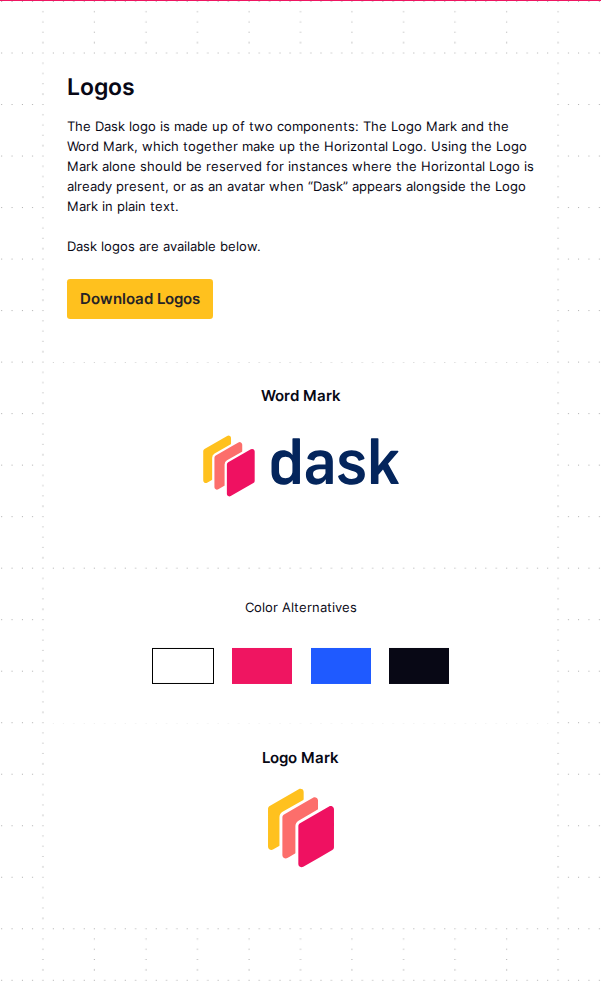 Logos
The Dask logo is made up of two components: The Logo Mark and the
Word Mark, which together make up the Horizontal Logo. Using the Logo
Mark alone should be reserved for instances where the Horizontal Logo is
already present, or as an avatar when “Dask” appears alongside the Logo
Mark in plain text.
Dask logos are available below.
Download Logos
Word Mark
dask
Color Alternatives
Logo Mark